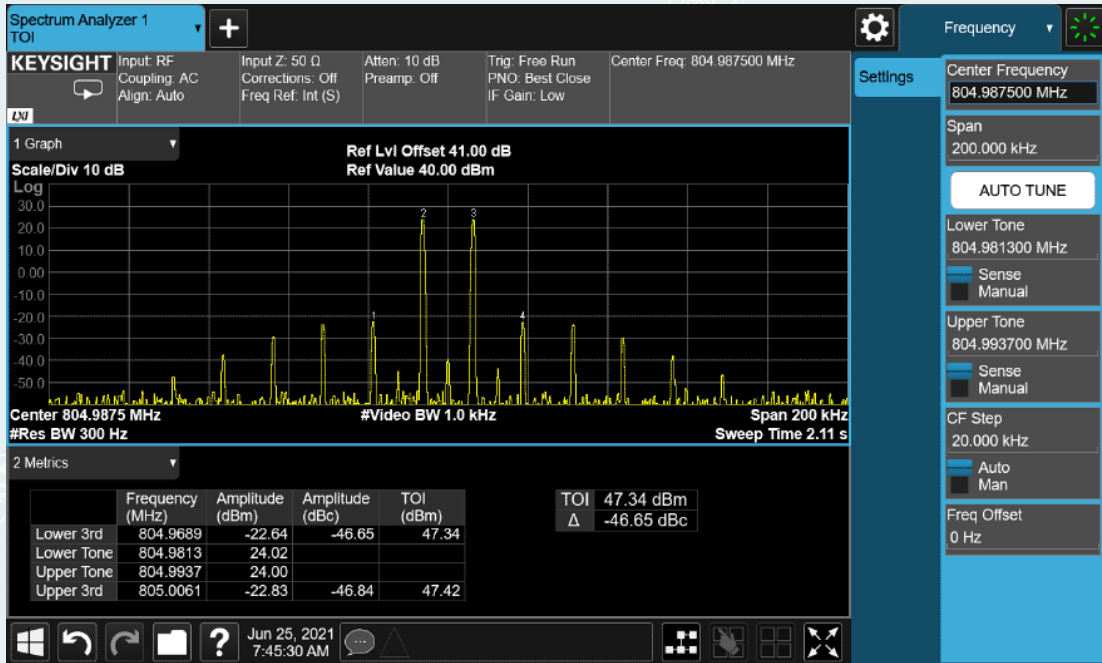 Spectrum Analyzer 1
TOI
+
Frequency
KEYSIGHT
LXI
Input: RF
Coupling: AC
Align: Auto
Input Z: 50 Ω
Corrections: Off
Freq Ref: Int (S)
Atten: 10 dB
Preamp: Off
Trig: Free Run
PNO: Best Close
IF Gain: Low
Center Freq: 804.987500 MHz
Settings
1 Graph
Scale/Div 10 dB
Ref Lvl Offset 41.00 dB
Ref Value 40.00 dBm
Log
30.0
20.0
10.0
0.00
-10.0
-20.0
-30.0
-40.0
-50.0
1
2
3
4
Center 804.9875 MHz
#Video BW 1.0 kHz
Span 200 kHz
#Res BW 300 Hz
Sweep Time 2.11 s
2 Metrics
Frequency (MHz) Amplitude (dBm) Amplitude (dBc) TOI (dBm)
Lower 3rd 804.9689 -22.64 -46.65 47.34
Lower Tone 804.9813 24.02
Upper Tone 804.9937 24.00
Upper 3rd 805.0061 -22.83 -46.84 47.42
TOI 47.34 dBm
Δ -46.65 dBc
Center Frequency
804.987500 MHz
Span
200.000 kHz
AUTO TUNE
Lower Tone
804.981300 MHz
Sense
Manual
Upper Tone
804.993700 MHz
Sense
Manual
CF Step
20.000 kHz
Auto
Man
Freq Offset
0 Hz
?
Jun 25, 2021
7:45:30 AM